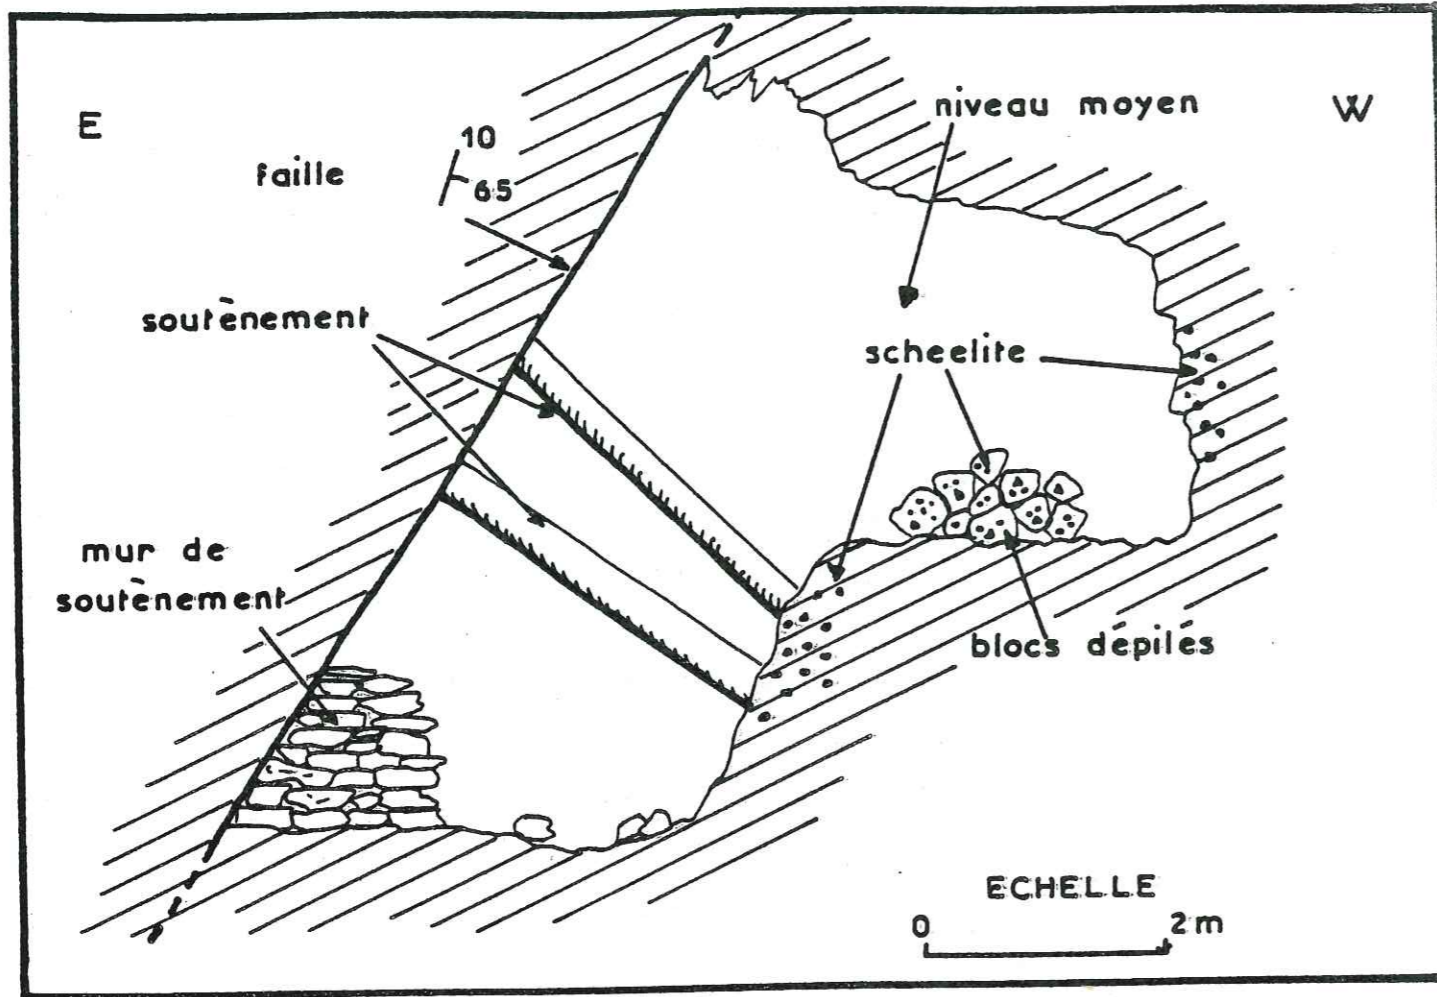 E
niveau moyen
W
faille
10
65
soutènement
scheelite
mur de
soutènement
blocs dépilés
ECHELLE
0 2 m